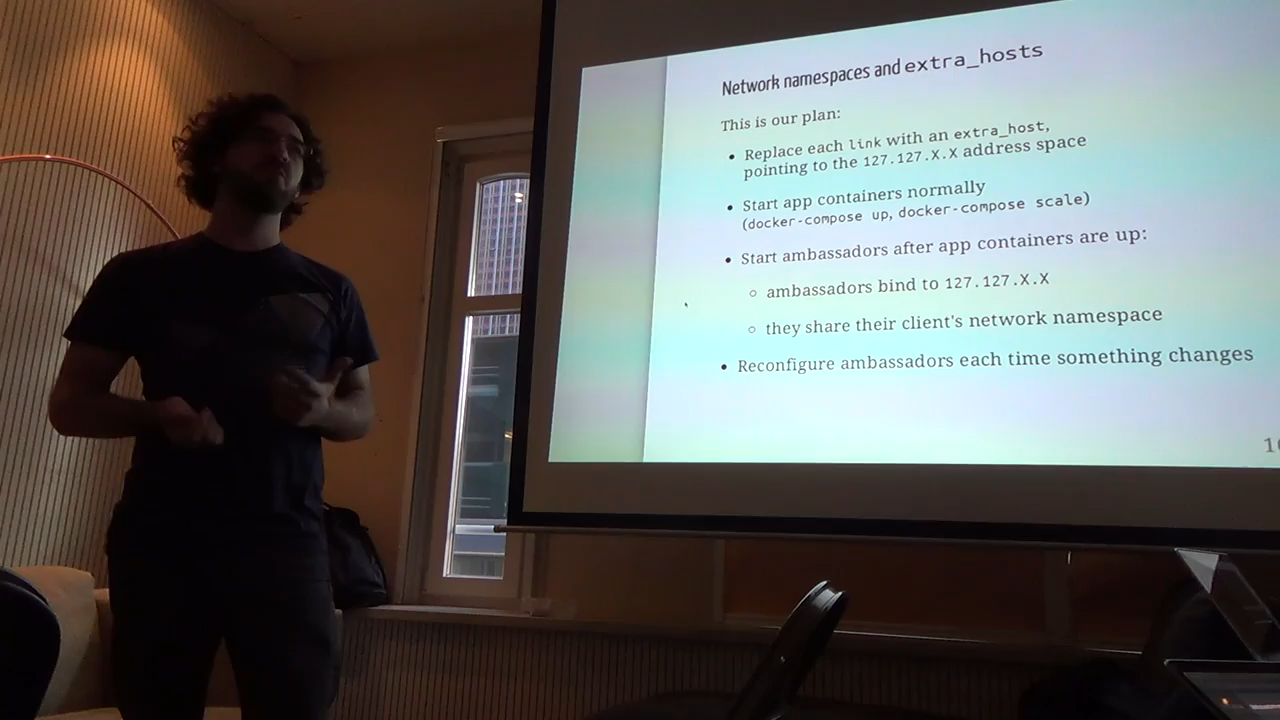 Network namespaces and extra_hosts
This is our plan:
• Replace each link with an extra_host,
pointing to the 127.127.X.X address space
• Start app containers normally
(docker-compose up, docker-compose scale)
• Start ambassadors after app containers are up:
○ ambassadors bind to 127.127.X.X
○ they share their client's network namespace
• Reconfigure ambassadors each time something changes